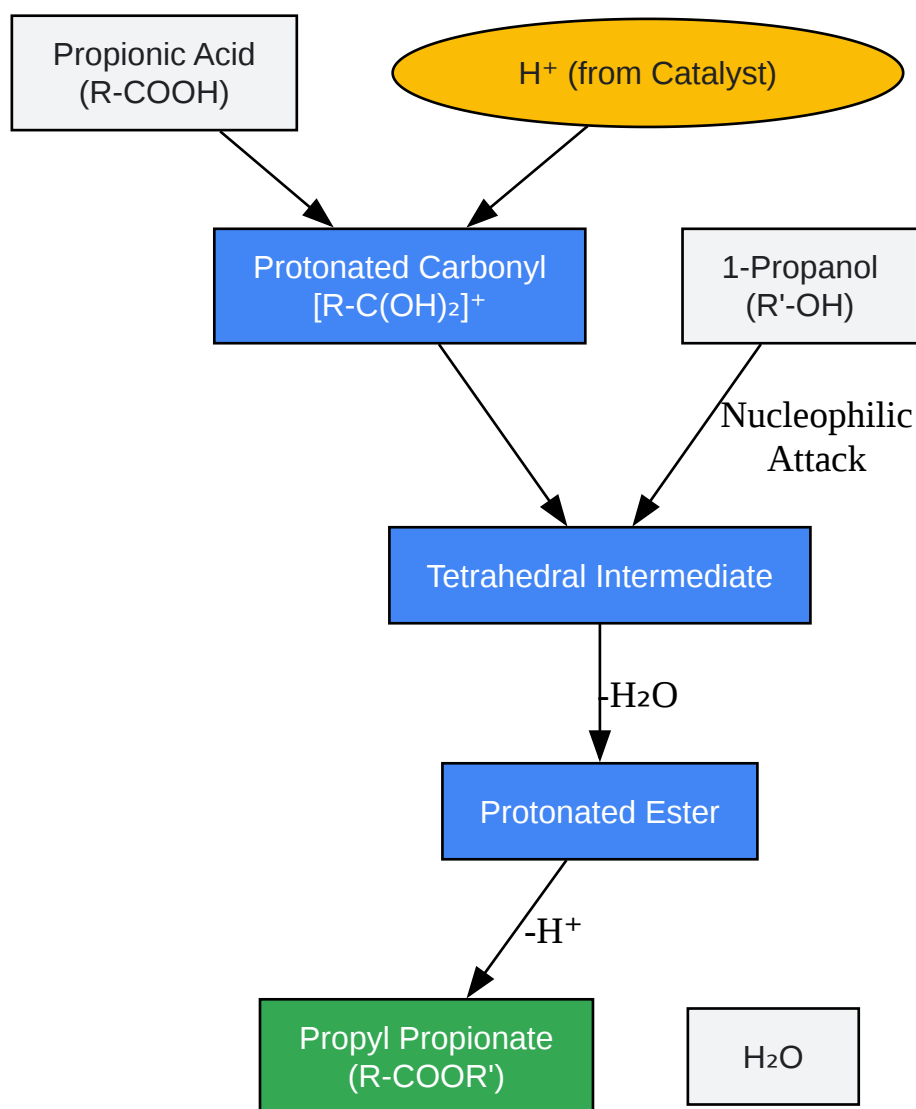 Propionic Acid
(R-COOH)
H⁺ (from Catalyst)
Protonated Carbonyl
[R-C(OH)₂]⁺
1-Propanol
(R'-OH)
Nucleophilic
Attack
Tetrahedral Intermediate
-H₂O
Protonated Ester
-H⁺
Propyl Propionate
(R-COOR')
H₂O